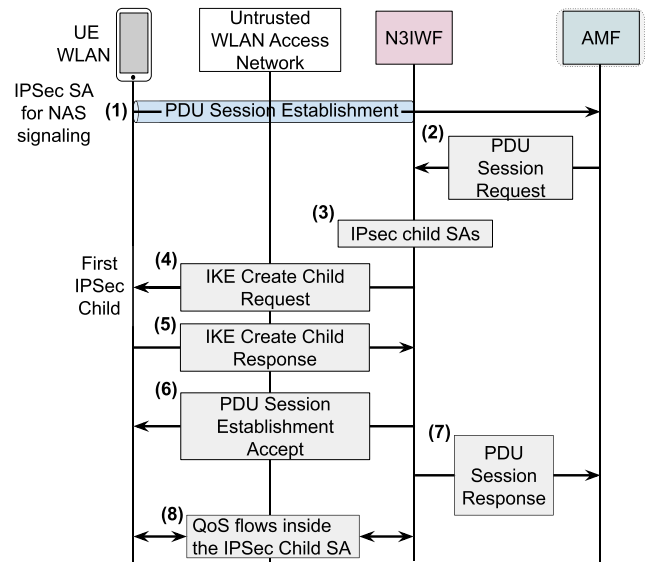 UE
WLAN
Untrusted
WLAN Access
Network
N3IWF
AMF
IPSec SA
for NAS
signaling
(1)
PDU Session Establishment
(2)
PDU
Session
Request
(3)
IPsec child SAs
First
IPSec
Child
(4)
IKE Create Child
Request
(5)
IKE Create Child
Response
(6)
PDU Session
Establishment
Accept
(7)
PDU
Session
Response
(8)
QoS flows inside
the IPSec Child SA